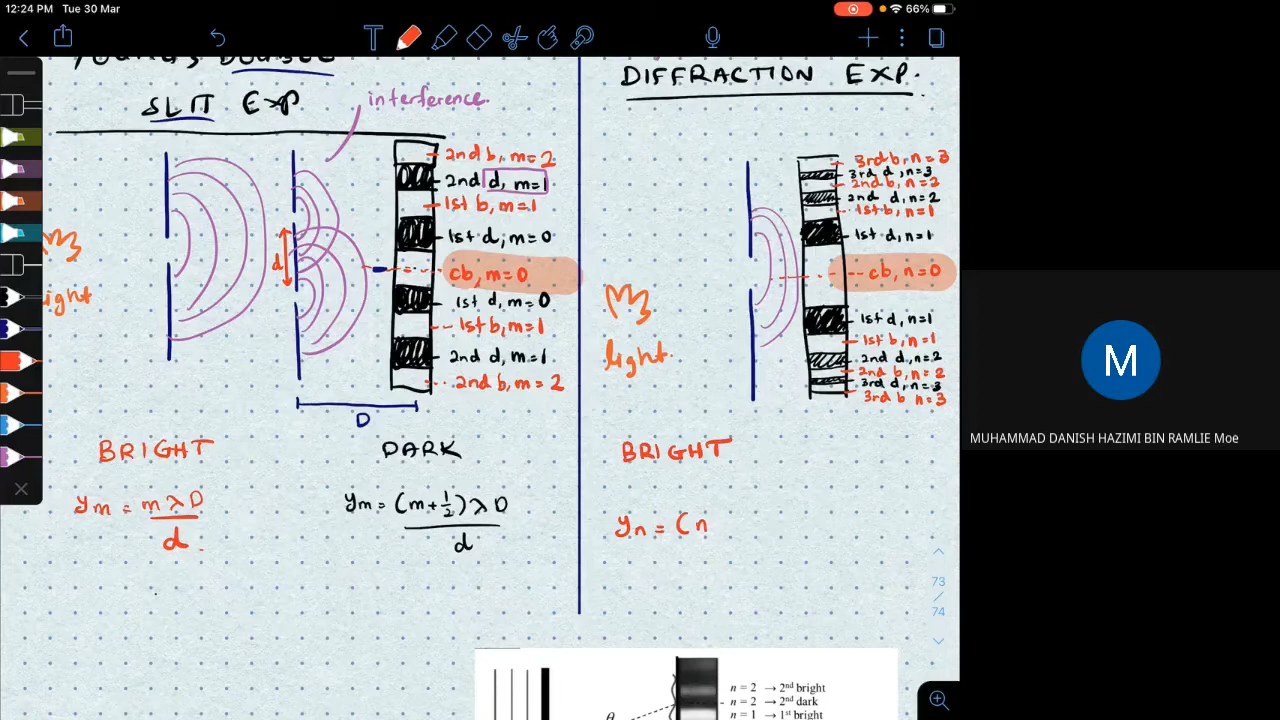 12:24 PM Tue 30 Mar
66%
YOUNG'S DOUBLE
SLIT EXP
interference.
2nd b, m=2
2nd d, m=1
1st b, m=1
1st d, m=0
cb, m=0
1st d, m=0
1st b, m=1
2nd d, m=1
2nd b, m=2
d
light
D
BRIGHT
ym = mλD
d
DARK
ym = (m+½)λD
d
DIFFRACTION EXP.
3rd b, n=3
3rd d, n=3
2nd b, n=2
2nd d, n=2
1st b, n=1
1st d, n=1
cb, n=0
1st d, n=1
1st b, n=1
2nd d, n=2
2nd b, n=2
3rd d, n=3
3rd b n=3
light.
BRIGHT
yn = (n
73
/
74
n = 2 → 2nd bright
n = 2 → 2nd dark
n = 1 → 1st bright
θ
M
MUHAMMAD DANISH HAZIMI BIN RAMLIE Moe